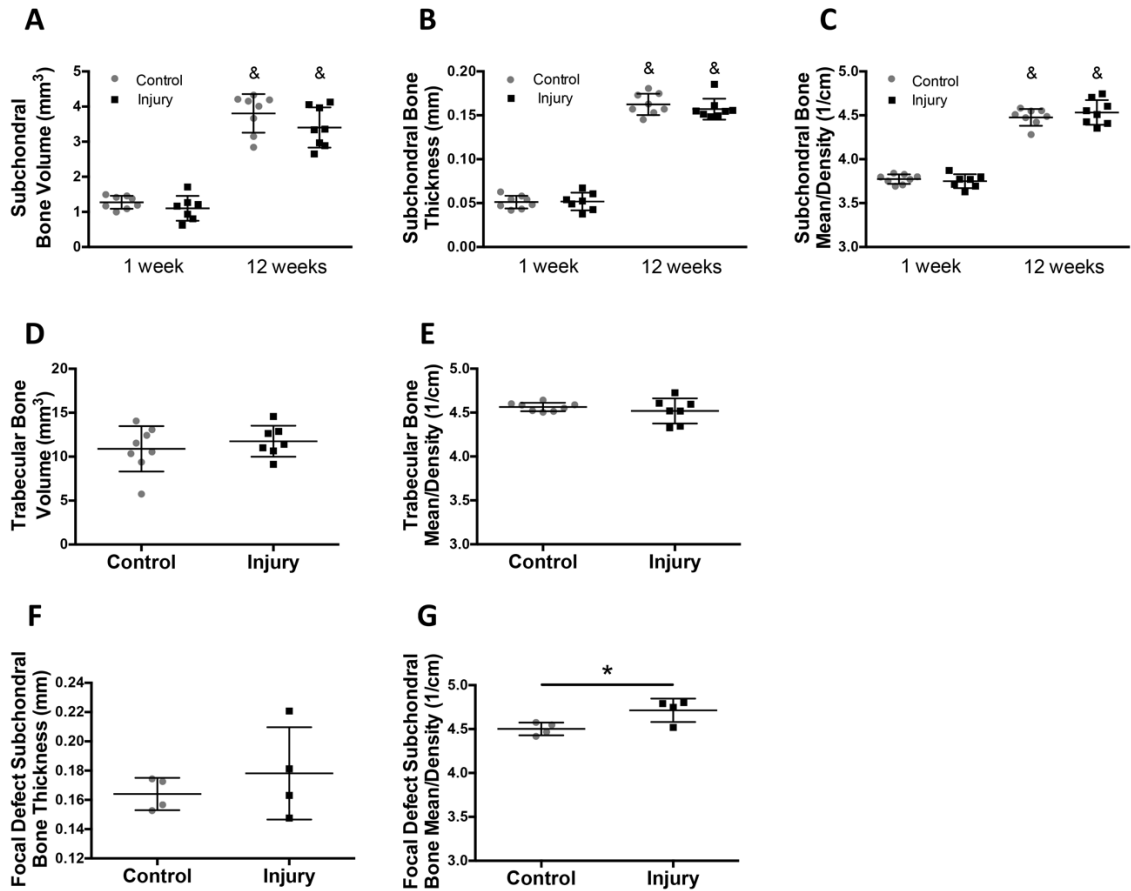 A
Subchondral
Bone Volume (mm³)
5
4
3
2
1
0
Control
Injury
&
&
1 week
12 weeks
B
Subchondral Bone
Thickness (mm)
0.20
0.15
0.10
0.05
0.00
Control
Injury
&
&
1 week
12 weeks
C
Subchondral Bone
Mean/Density (1/cm)
5.0
4.5
4.0
3.5
3.0
Control
Injury
&
&
1 week
12 weeks
D
Trabecular Bone
Volume (mm³)
20
15
10
5
0
Control
Injury
E
Trabecular Bone
Mean/Density (1/cm)
5.0
4.5
4.0
3.5
3.0
Control
Injury
F
Focal Defect Subchondral
Bone Thickness (mm)
0.24
0.22
0.20
0.18
0.16
0.14
0.12
Control
Injury
G
Focal Defect Subchondral
Bone Mean/Density (1/cm)
5.0
4.5
4.0
3.5
3.0
*
Control
Injury